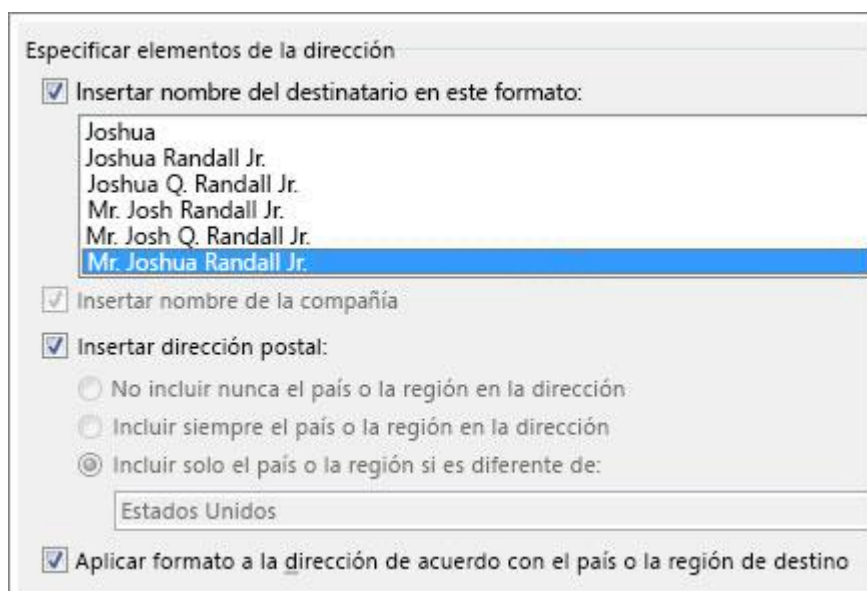 Especificar elementos de la dirección
Insertar nombre del destinatario en este formato:
Joshua
Joshua Randall Jr.
Joshua Q. Randall Jr.
Mr. Josh Randall Jr.
Mr. Josh Q. Randall Jr.
Mr. Joshua Randall Jr.
Insertar nombre de la compañía
Insertar dirección postal:
No incluir nunca el país o la región en la dirección
Incluir siempre el país o la región en la dirección
Incluir solo el país o la región si es diferente de:
Estados Unidos
Aplicar formato a la dirección de acuerdo con el país o la región de destino